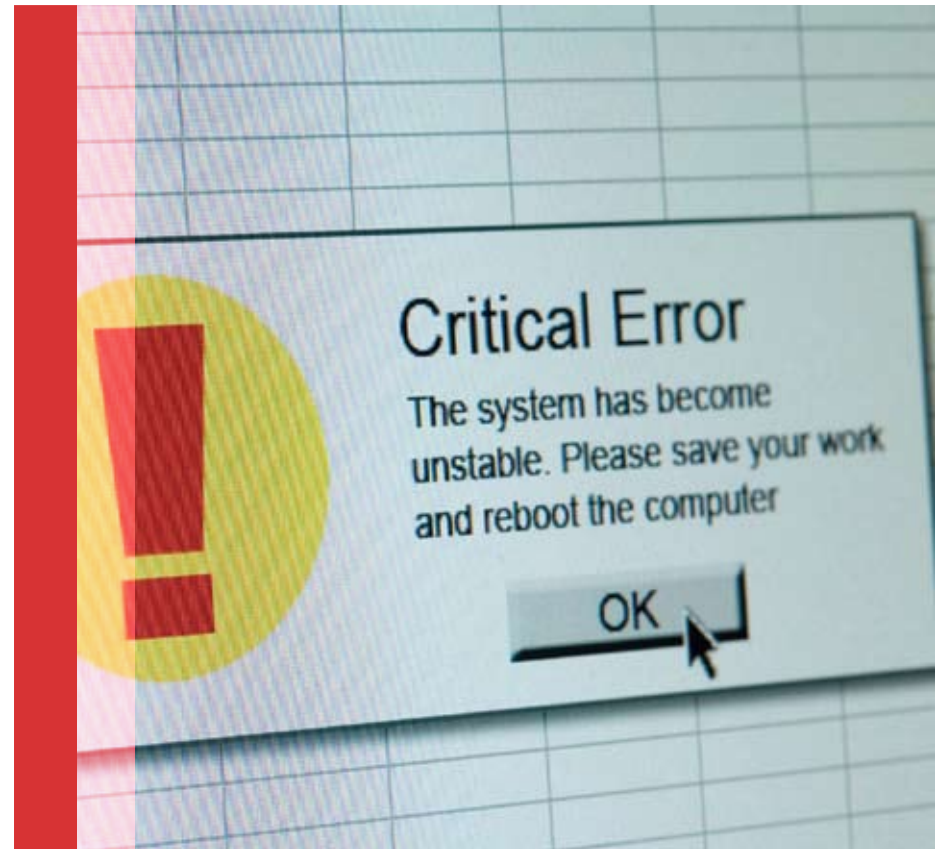 Critical Error
The system has become
unstable. Please save your work
and reboot the computer
OK